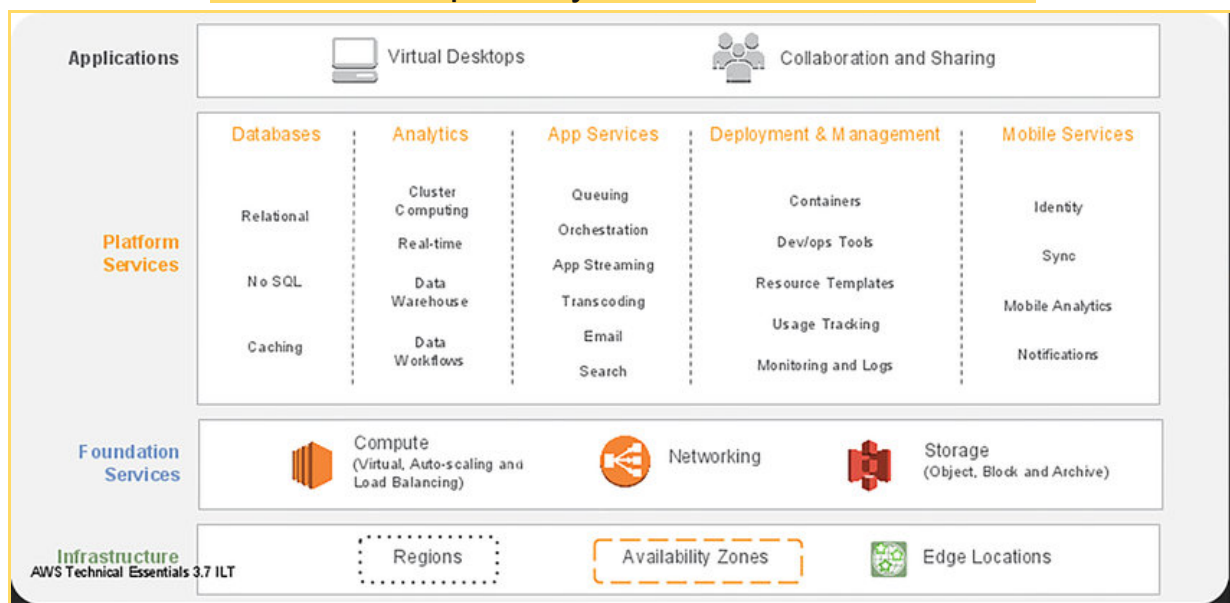 Applications
Virtual Desktops
Collaboration and Sharing
Platform
Services
Databases
Relational
No SQL
Caching
Analytics
Cluster
Computing
Real-time
Data
Warehouse
Data
Workflows
App Services
Queuing
Orchestration
App Streaming
Transcoding
Email
Search
Deployment & Management
Containers
Dev/ops Tools
Resource Templates
Usage Tracking
Monitoring and Logs
Mobile Services
Identity
Sync
Mobile Analytics
Notifications
Foundation
Services
Compute
(Virtual, Auto-scaling and
Load Balancing)
Networking
Storage
(Object, Block and Archive)
Infrastructure
Regions
Availability Zones
Edge Locations
AWS Technical Essentials 3.7 ILT